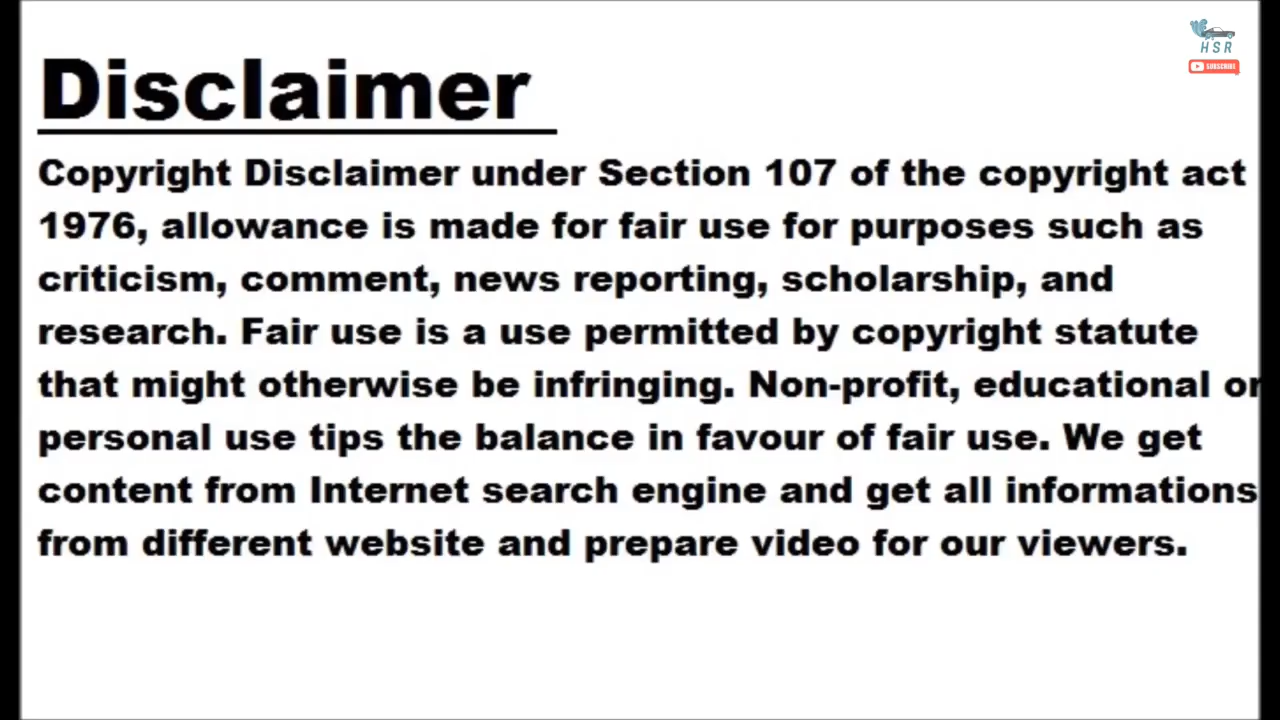 HSR
SUBSCRIBE
Disclaimer
Copyright Disclaimer under Section 107 of the copyright act
1976, allowance is made for fair use for purposes such as
criticism, comment, news reporting, scholarship, and
research. Fair use is a use permitted by copyright statute
that might otherwise be infringing. Non-profit, educational or
personal use tips the balance in favour of fair use. We get
content from Internet search engine and get all informations
from different website and prepare video for our viewers.